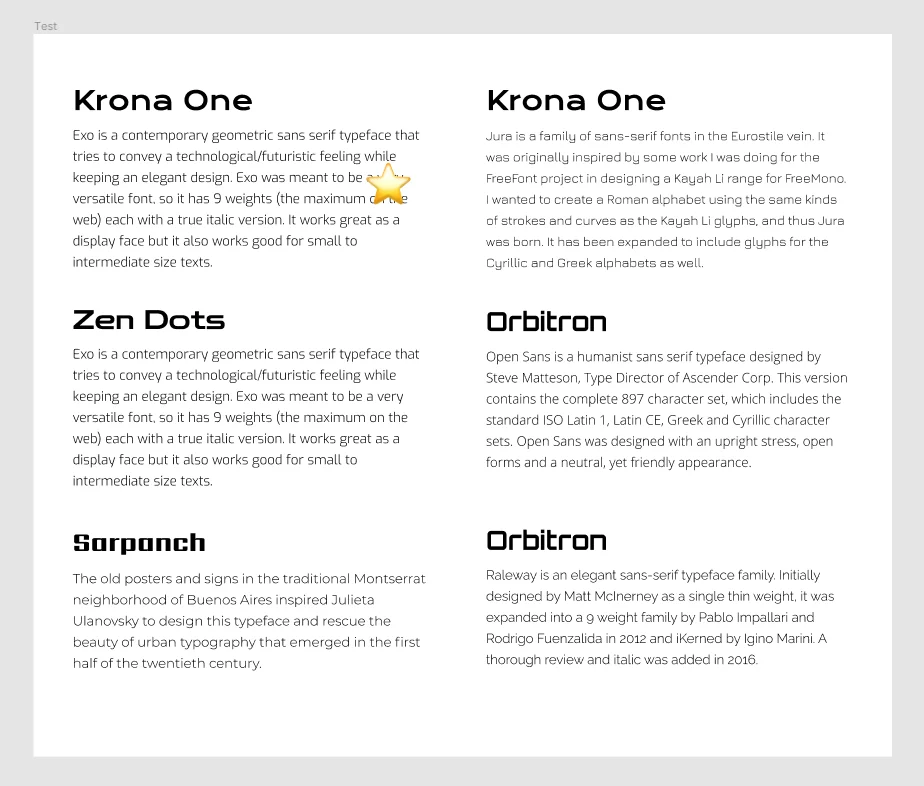 Test
Krona One
Exo is a contemporary geometric sans serif typeface that
tries to convey a technological/futuristic feeling while
keeping an elegant design. Exo was meant to be a
versatile font, so it has 9 weights (the maximum
web) each with a true italic version. It works great as a
display face but it also works good for small to
intermediate size texts.
Zen Dots
Exo is a contemporary geometric sans serif typeface that
tries to convey a technological/futuristic feeling while
keeping an elegant design. Exo was meant to be a very
versatile font, so it has 9 weights (the maximum on the
web) each with a true italic version. It works great as a
display face but it also works good for small to
intermediate size texts.
Sarpanch
The old posters and signs in the traditional Montserrat
neighborhood of Buenos Aires inspired Julieta
Ulanovsky to design this typeface and rescue the
beauty of urban typography that emerged in the first
half of the twentieth century.
Krona One
Jura is a family of sans-serif fonts in the Eurostile vein. It
was originally inspired by some work I was doing for the
FreeFont project in designing a Kayah Li range for FreeMono.
I wanted to create a Roman alphabet using the same kinds
of strokes and curves as the Kayah Li glyphs, and thus Jura
was born. It has been expanded to include glyphs for the
Cyrillic and Greek alphabets as well.
Orbitron
Open Sans is a humanist sans serif typeface designed by
Steve Matteson, Type Director of Ascender Corp. This version
contains the complete 897 character set, which includes the
standard ISO Latin 1, Latin CE, Greek and Cyrillic character
sets. Open Sans was designed with an upright stress, open
forms and a neutral, yet friendly appearance.
Orbitron
Raleway is an elegant sans-serif typeface family. Initially
designed by Matt McInerney as a single thin weight, it was
expanded into a 9 weight family by Pablo Impallari and
Rodrigo Fuenzalida in 2012 and iKerned by Igino Marini. A
thorough review and italic was added in 2016.